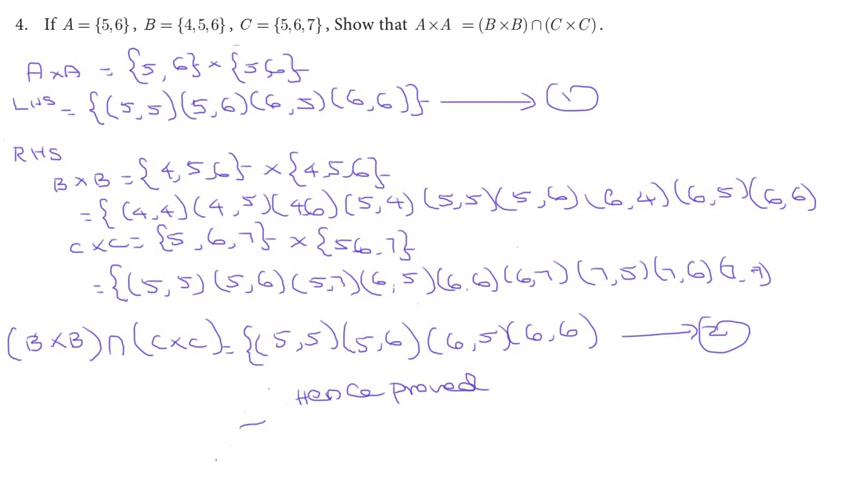 4. If A = {5,6} , B = {4,5,6} , C = {5,6,7} , Show that A×A = (B×B)∩(C×C) .
A×A = {5, 6} × {5 6}
LHS = {(5,5)(5,6)(6,5)(6,6)} → ①
RHS
B×B = {4,5 6} × {4 5 6}
= { (4,4)(4,5)(4 6)(5,4)(5,5)(5,6)(6,4)(6,5)(6,6)
C×C = {5,6,7} × {5 6.7}
= {(5,5)(5,6)(5,7)(6,5)(6.6)(6,7)(7,5)(7,6)(7,7)
(B×B)∩(C×C) = {(5,5)(5,6)(6,5)(6,6) → ②
Hence proved